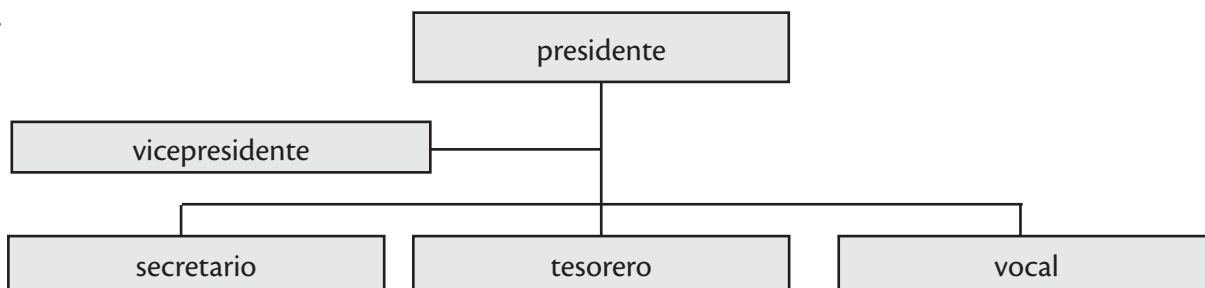 presidente
vicepresidente
secretario
tesorero
vocal